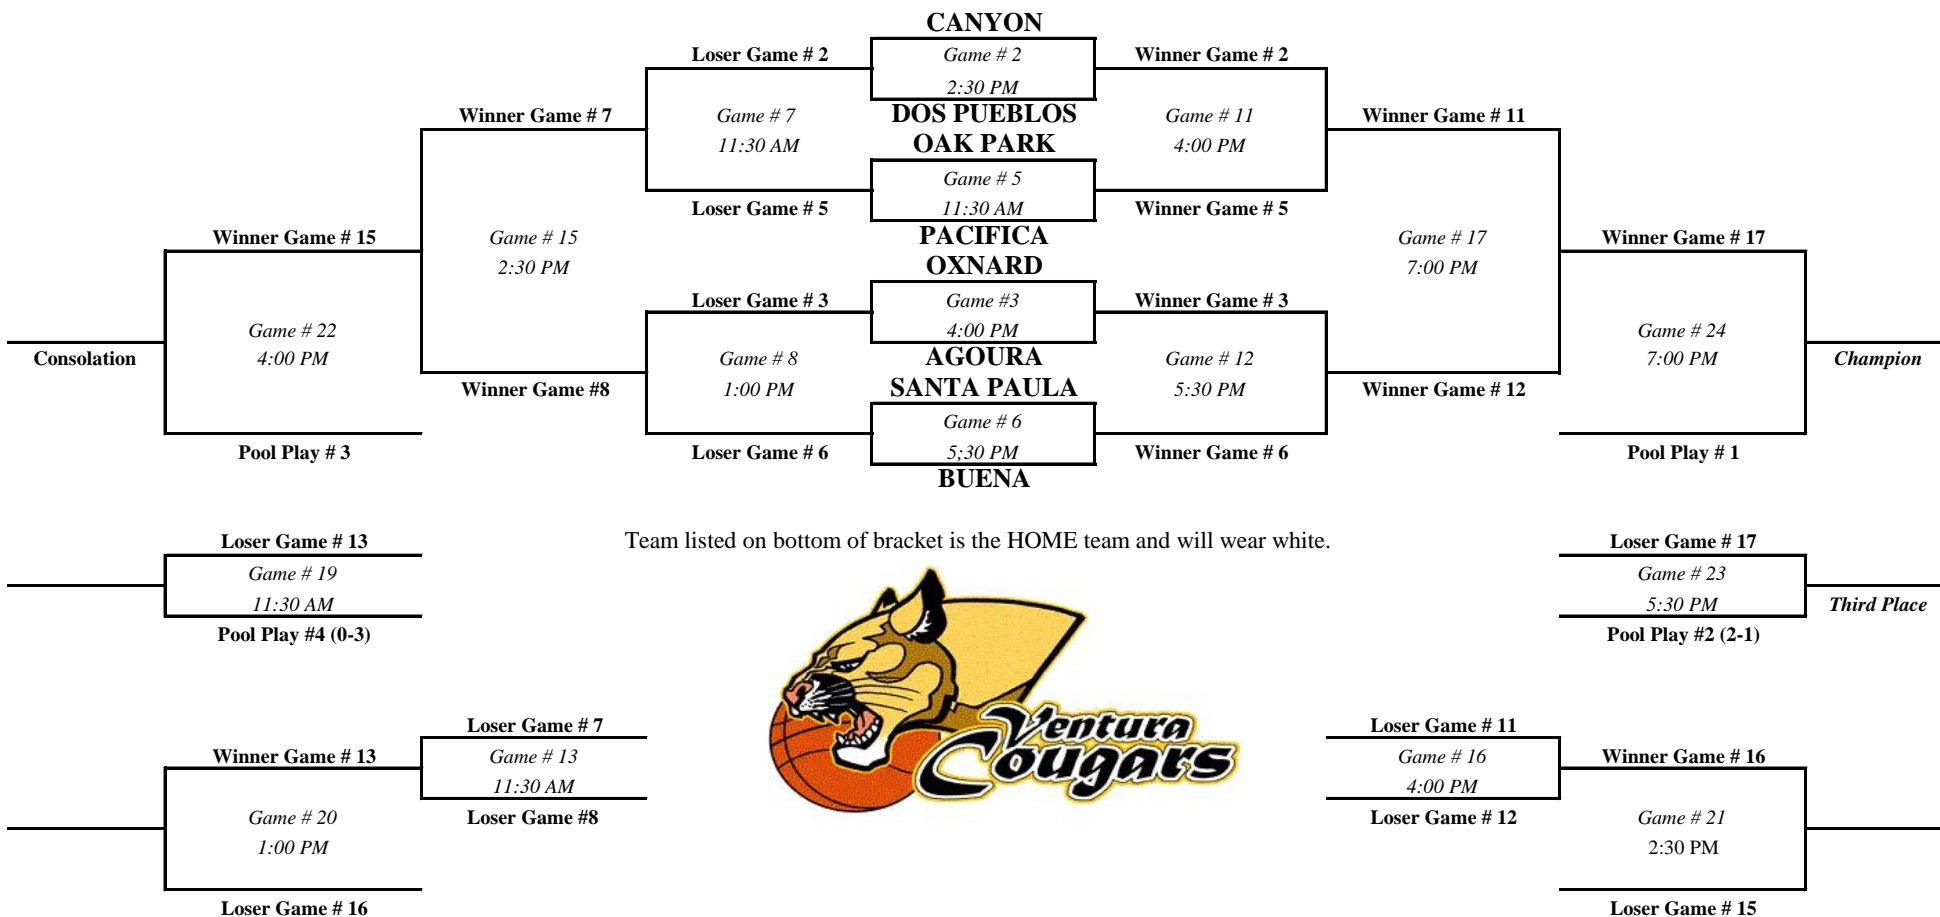 CANYON
Loser Game # 2
Game # 2
Winner Game # 2
2:30 PM
Winner Game # 7
Game # 7
DOS PUEBLOS
Game # 11
Winner Game # 11
11:30 AM
OAK PARK
4:00 PM
Game # 5
Loser Game # 5
11:30 AM
Winner Game # 5
Winner Game # 15
Game # 15
PACIFICA
Game # 17
Winner Game # 17
2:30 PM
OXNARD
7:00 PM
Loser Game # 3
Game #3
Winner Game # 3
Game # 22
4:00 PM
Game # 24
Consolation
4:00 PM
Game # 8
AGOURA
Game # 12
7:00 PM
Champion
Winner Game #8
1:00 PM
SANTA PAULA
5:30 PM
Winner Game # 12
Game # 6
Pool Play # 3
Loser Game # 6
5;30 PM
Winner Game # 6
Pool Play # 1
BUENA
Loser Game # 13
Team listed on bottom of bracket is the HOME team and will wear white.
Loser Game # 17
Game # 19
Game # 23
11:30 AM
5:30 PM
Third Place
Pool Play #4 (0-3)
Pool Play #2 (2-1)
Loser Game # 7
Ventura
Loser Game # 11
Winner Game # 13
Game # 13
Cougars
Game # 16
Winner Game # 16
11:30 AM
4:00 PM
Game # 20
Loser Game #8
Loser Game # 12
Game # 21
1:00 PM
2:30 PM
Loser Game # 16
Loser Game # 15